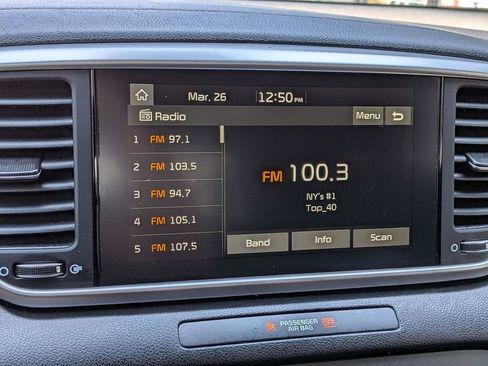 Mar. 26 12:50 PM
Radio Menu
1 FM 97.1
2 FM 103.5
3 FM 94.7
4 FM 105.1
5 FM 107.5
FM 100.3
NY's #1
Top_40
Band Info Scan
PASSENGER
AIR BAG
OFF